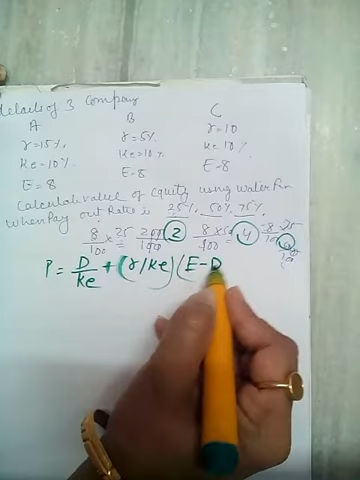 details of 3 Company
A B C
r=15% r=5% r=10
Ke=10% Ke=10% Ke 10%
E=8 E-8 E-8
Calculate value of Equity using Walter
when Pay out Ratio is 25% 50% 75%
8/100 × 25 200/100 2 8×50/100 4 8 75
P = D/Ke + (r/Ke)(E-D